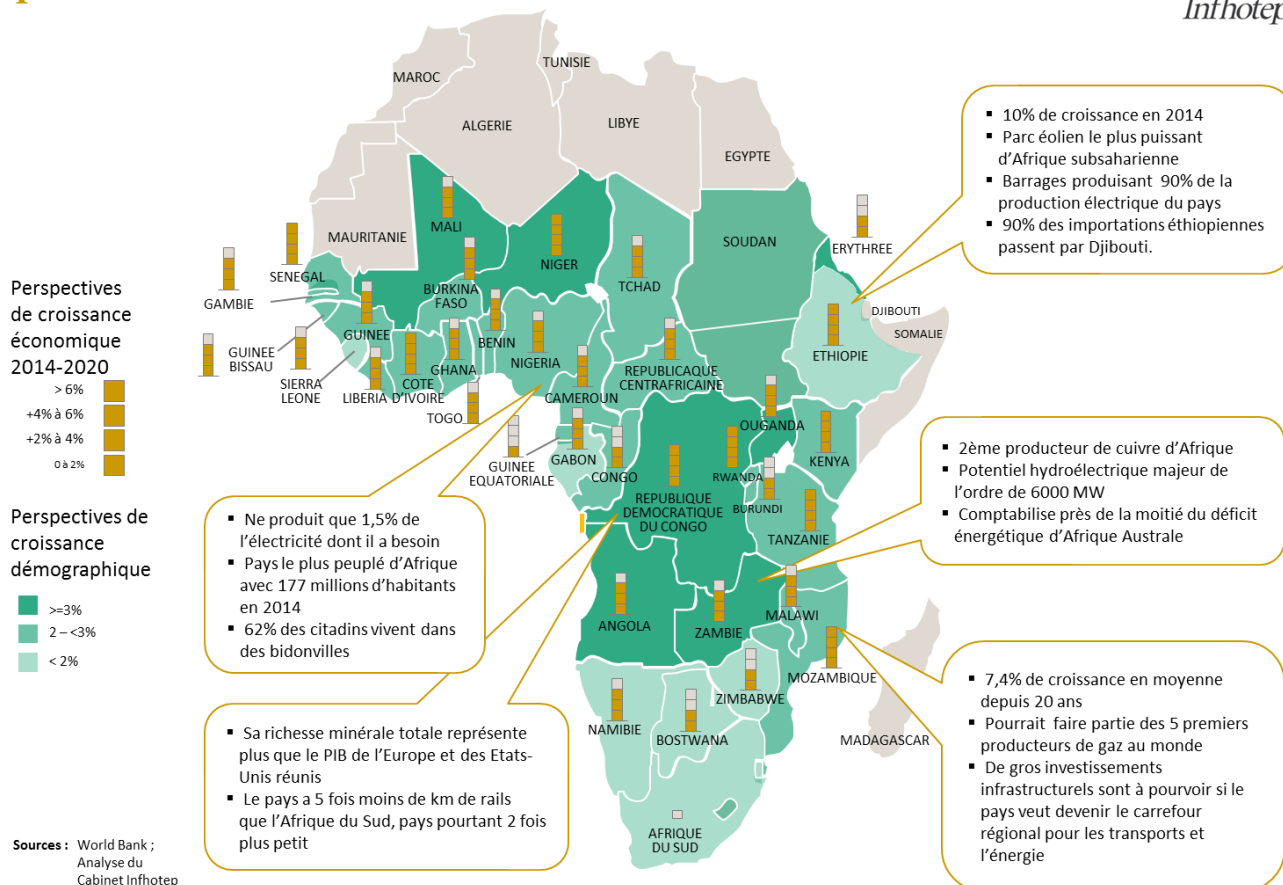 Infhotep
MAROC
TUNISIE
ALGERIE
LIBYE
EGYPTE
MAURITANIE
MALI
NIGER
TCHAD
SOUDAN
ERYTHREE
SENEGAL
GAMBIE
BURKINA
FASO
GUINEE
GUINEE
BISSAU
SIERRA
LEONE
LIBERIA
COTE
D'IVOIRE
GHANA
TOGO
BENIN
NIGERIA
CAMEROUN
REPUBLICAQUE
CENTRAFRICAINE
DJIBOUTI
SOMALIE
ETHIOPIE
OUGANDA
KENYA
GUINEE
EQUATORIALE
GABON
CONGO
RWANDA
BURUNDI
REPUBLIQUE
DEMOCRATIQUE
DU CONGO
TANZANIE
ANGOLA
ZAMBIE
MALAWI
MOZAMBIQUE
ZIMBABWE
NAMIBIE
BOSTWANA
MADAGASCAR
AFRIQUE
DU SUD
Perspectives
de croissance
économique
2014-2020
> 6%
+4% à 6%
+2% à 4%
0 à 2%
Perspectives de
croissance
démographique
>=3%
2 – <3%
< 2%
▪ 10% de croissance en 2014
▪ Parc éolien le plus puissant
d'Afrique subsaharienne
▪ Barrages produisant 90% de la
production électrique du pays
▪ 90% des importations éthiopiennes
passent par Djibouti.
▪ 2ème producteur de cuivre d'Afrique
▪ Potentiel hydroélectrique majeur de
l'ordre de 6000 MW
▪ Comptabilise près de la moitié du déficit
énergétique d'Afrique Australe
▪ Ne produit que 1,5% de
l'électricité dont il a besoin
▪ Pays le plus peuplé d'Afrique
avec 177 millions d'habitants
en 2014
▪ 62% des citadins vivent dans
des bidonvilles
▪ Sa richesse minérale totale représente
plus que le PIB de l'Europe et des Etats-
Unis réunis
▪ Le pays a 5 fois moins de km de rails
que l'Afrique du Sud, pays pourtant 2 fois
plus petit
▪ 7,4% de croissance en moyenne
depuis 20 ans
▪ Pourrait faire partie des 5 premiers
producteurs de gaz au monde
▪ De gros investissements
infrastructurels sont à pourvoir si le
pays veut devenir le carrefour
régional pour les transports et
l'énergie
Sources : World Bank ;
Analyse du
Cabinet Infhotep